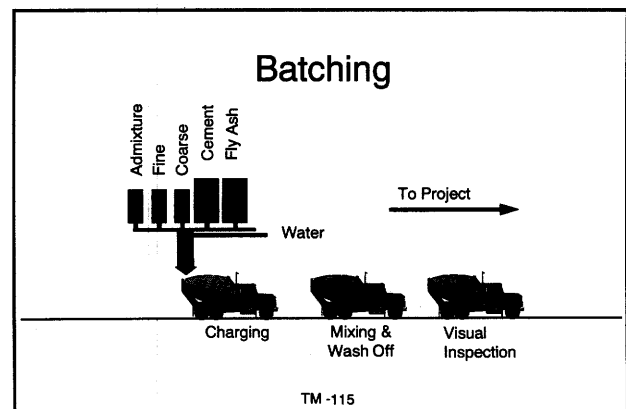 Batching
Admixture
Fine
Coarse
Cement
Fly Ash
To Project
Water
Charging
Mixing &
Wash Off
Visual
Inspection
TM -115